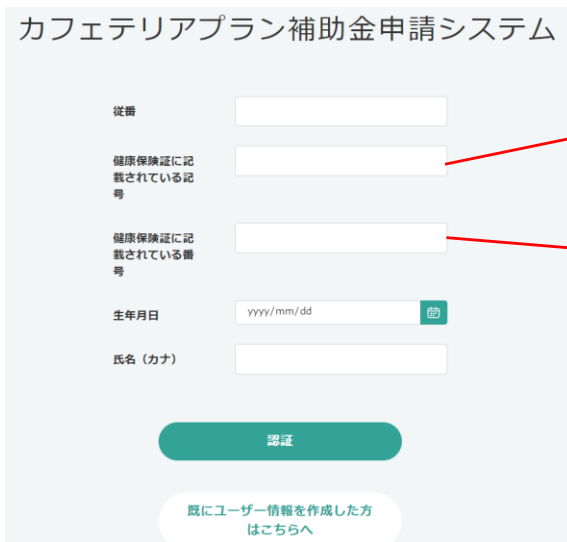 カフェテリアプラン補助金申請システム
従番
健康保険証に記
載されている記
号
健康保険証に記
載されている番
号
生年月日
yyyy/mm/dd
氏名（カナ）
認証
既にユーザー情報を作成した方
はこちらへ